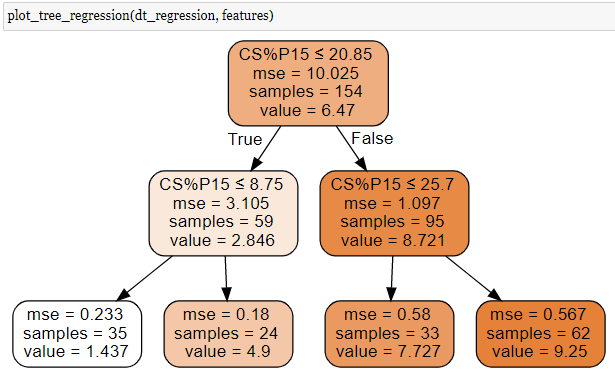 plot_tree_regression(dt_regression, features)
CS%P15 ≤ 20.85
mse = 10.025
samples = 154
value = 6.47
True
False
CS%P15 ≤ 8.75
mse = 3.105
samples = 59
value = 2.846
CS%P15 ≤ 25.7
mse = 1.097
samples = 95
value = 8.721
mse = 0.233
samples = 35
value = 1.437
mse = 0.18
samples = 24
value = 4.9
mse = 0.58
samples = 33
value = 7.727
mse = 0.567
samples = 62
value = 9.25